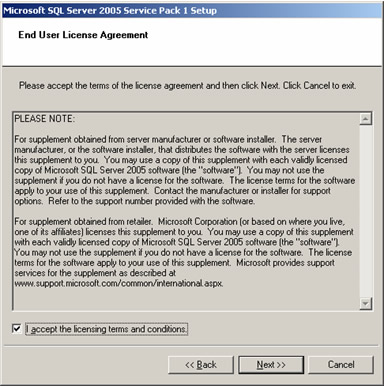 Microsoft SQL Server 2005 Service Pack 1 Setup
End User License Agreement
Please accept the terms of the license agreement and then click Next. Click Cancel to exit.
PLEASE NOTE:
For supplement obtained from server manufacturer or software installer.  The server
manufacturer, or the software installer, that distributes the software with the server licenses
this supplement to you.  You may use a copy of this supplement with each validly licensed
copy of Microsoft SQL Server 2005 software (the "software").  You may not use the
supplement if you do not have a license for the software.  The license terms for the software
apply to your use of this supplement.  Contact the manufacturer or installer for support
options.  Refer to the support number provided with the software.
For supplement obtained from retailer.  Microsoft Corporation (or based on where you live,
one of its affiliates) licenses this supplement to you.  You may use a copy of this supplement
with each validly licensed copy of Microsoft SQL Server 2005 software (the "software").
You may not use the supplement if you do not have a license for the software.  The license
terms for the software apply to your use of this supplement.  Microsoft provides support
services for the supplement as described at
www.support.microsoft.com/common/international.aspx.
I accept the licensing terms and conditions.
<< Back
Next >>
Cancel